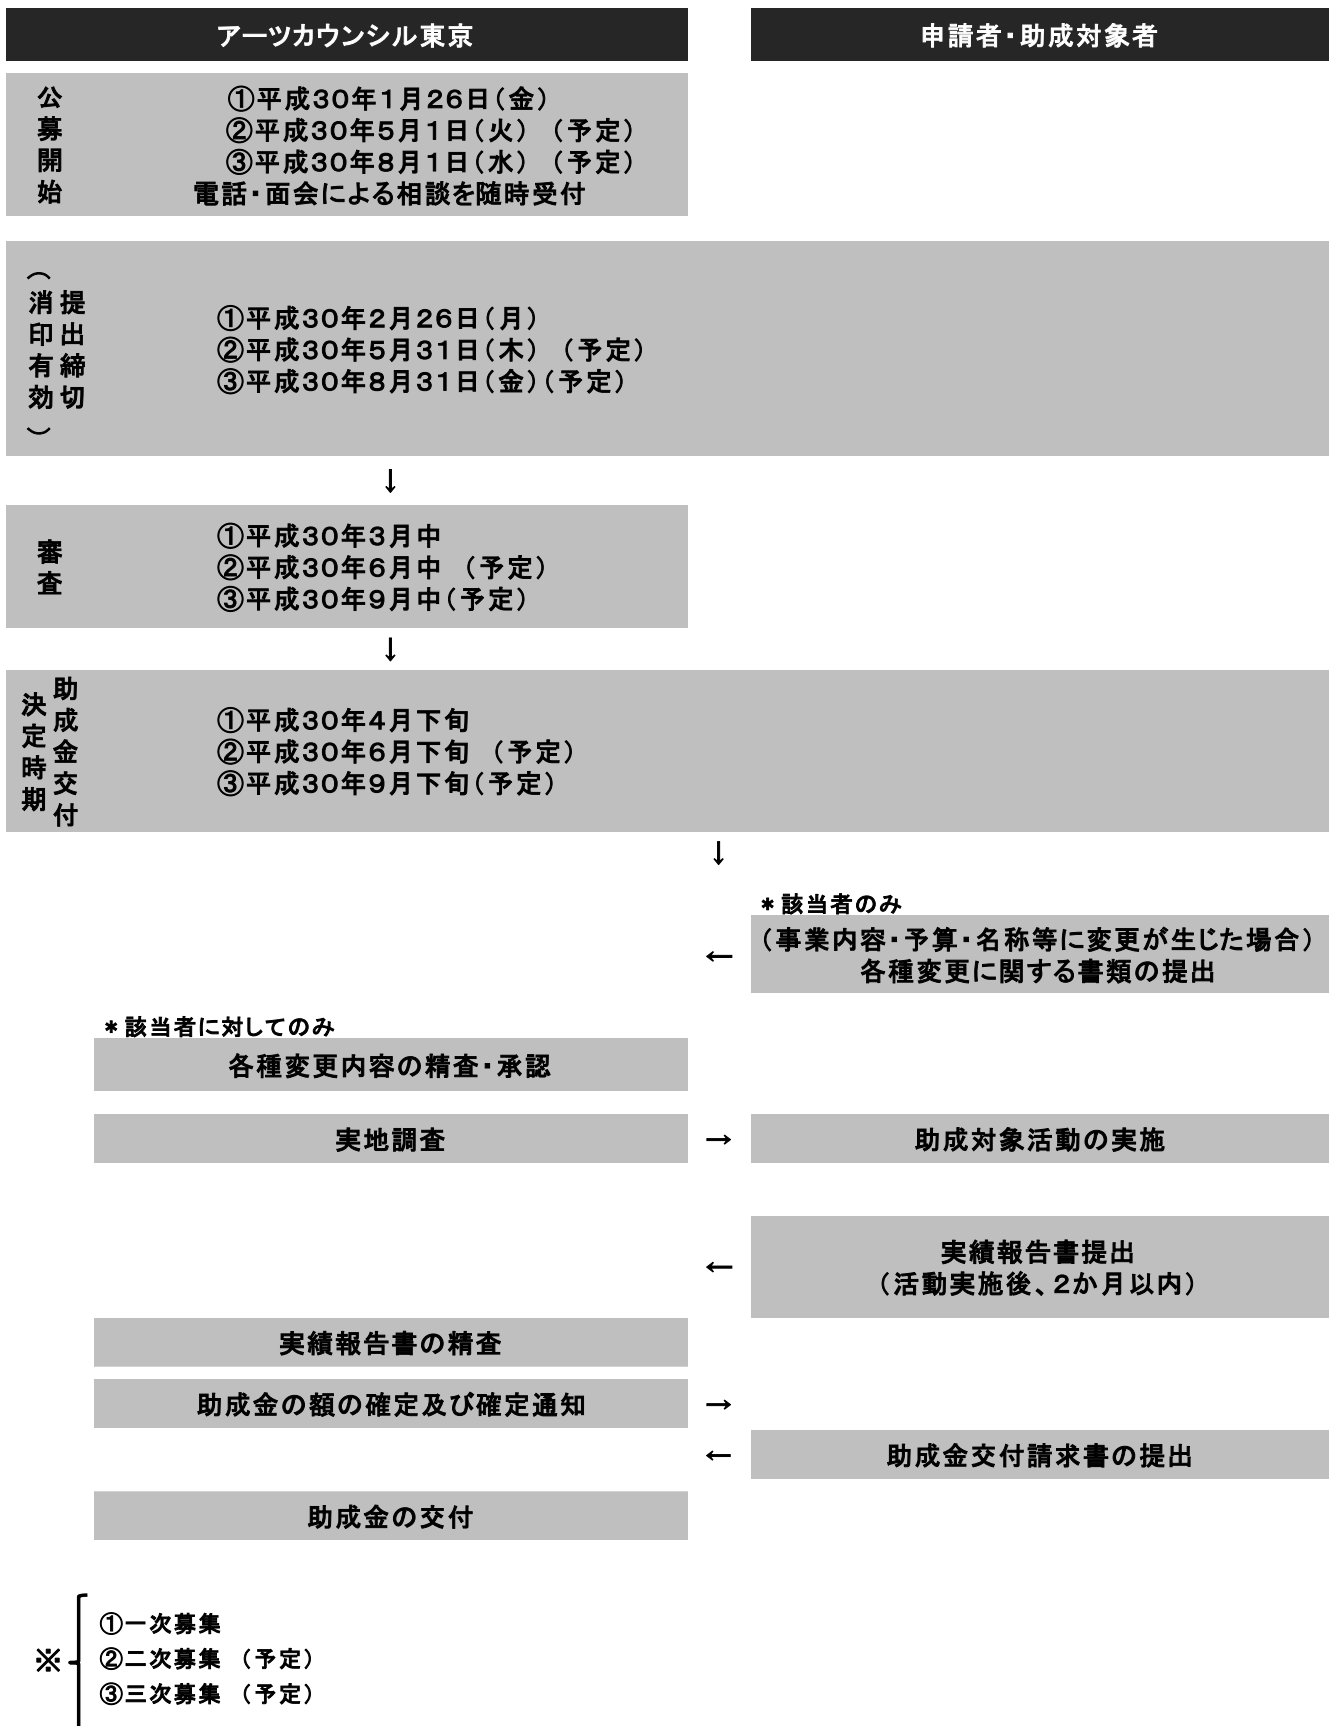 アーツカウンシル東京
申請者・助成対象者
公募開始
①平成30年1月26日(金)
②平成30年5月1日(火) (予定)
③平成30年8月1日(水) (予定)
電話・面会による相談を随時受付
提出締切
(消印有効)
①平成30年2月26日(月)
②平成30年5月31日(木) (予定)
③平成30年8月31日(金)(予定)
↓
審査
①平成30年3月中
②平成30年6月中 (予定)
③平成30年9月中(予定)
↓
助成金交付
決定時期
①平成30年4月下旬
②平成30年6月下旬 (予定)
③平成30年9月下旬(予定)
↓
*該当者のみ
←
(事業内容・予算・名称等に変更が生じた場合)
各種変更に関する書類の提出
*該当者に対してのみ
各種変更内容の精査・承認
実地調査
→
助成対象活動の実施
←
実績報告書提出
(活動実施後、2か月以内)
実績報告書の精査
助成金の額の確定及び確定通知
→
←
助成金交付請求書の提出
助成金の交付
※
①一次募集
②二次募集 (予定)
③三次募集 (予定)